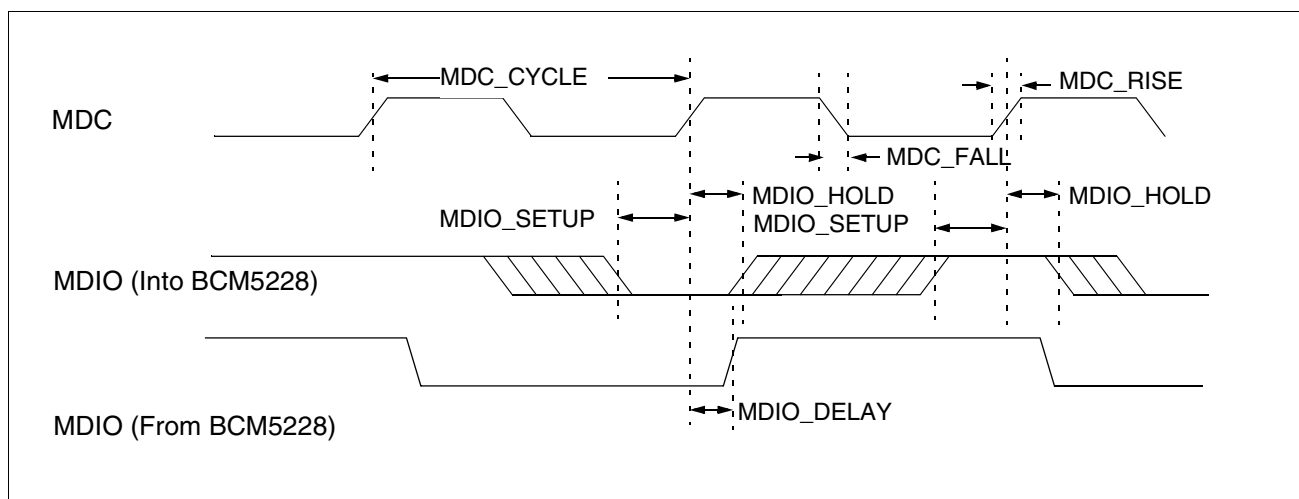 MDC_CYCLE
MDC_RISE
MDC
MDC_FALL
MDIO_HOLD
MDIO_HOLD
MDIO_SETUP
MDIO_SETUP
MDIO (Into BCM5228)
MDIO_DELAY
MDIO (From BCM5228)